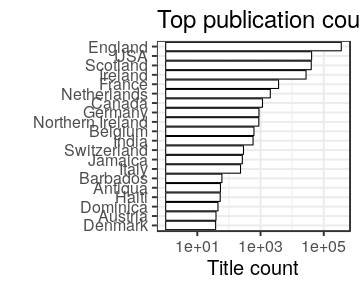 Top publication cou
England
USA
Scotland
Ireland
France
Netherlands
Canada
Germany
Northern Ireland
Belgium
India
Switzerland
Jamaica
Italy
Barbados
Antigua
Haiti
Dominica
Austria
Denmark
1e+01 1e+03 1e+05
Title count